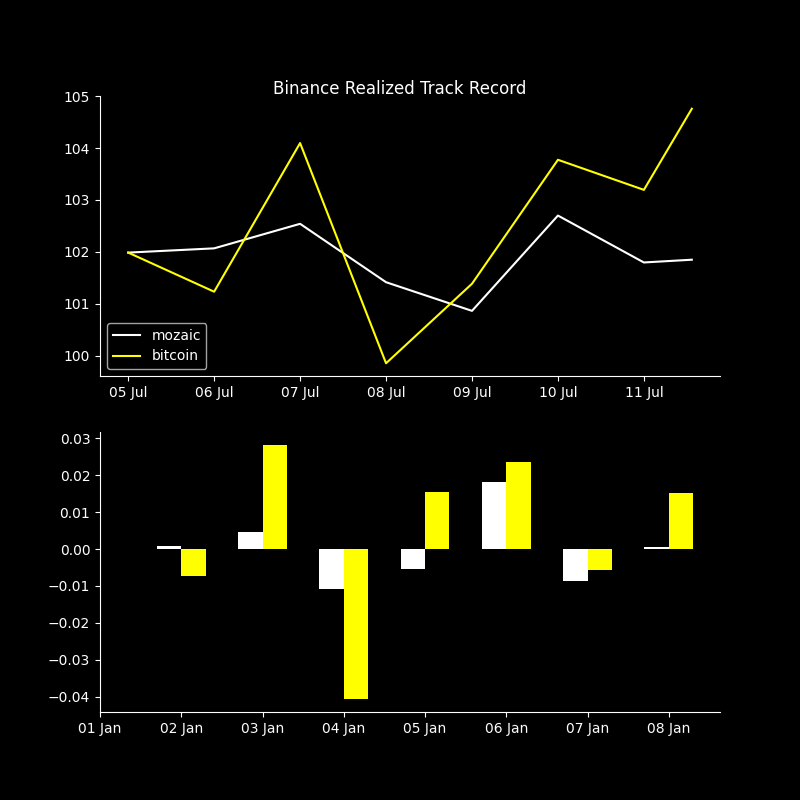 Binance Realized Track Record
105
104
103
102
101
100
mozaic
bitcoin
05 Jul 06 Jul 07 Jul 08 Jul 09 Jul 10 Jul 11 Jul
0.03
0.02
0.01
0.00
−0.01
−0.02
−0.03
−0.04
01 Jan 02 Jan 03 Jan 04 Jan 05 Jan 06 Jan 07 Jan 08 Jan